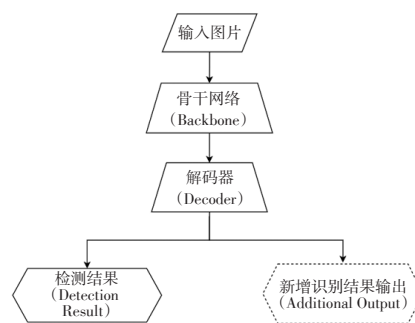 输入图片
骨干网络
（Backbone）
解码器
（Decoder）
检测结果
（Detection
Result）
新增识别结果输出
（Additional Output）